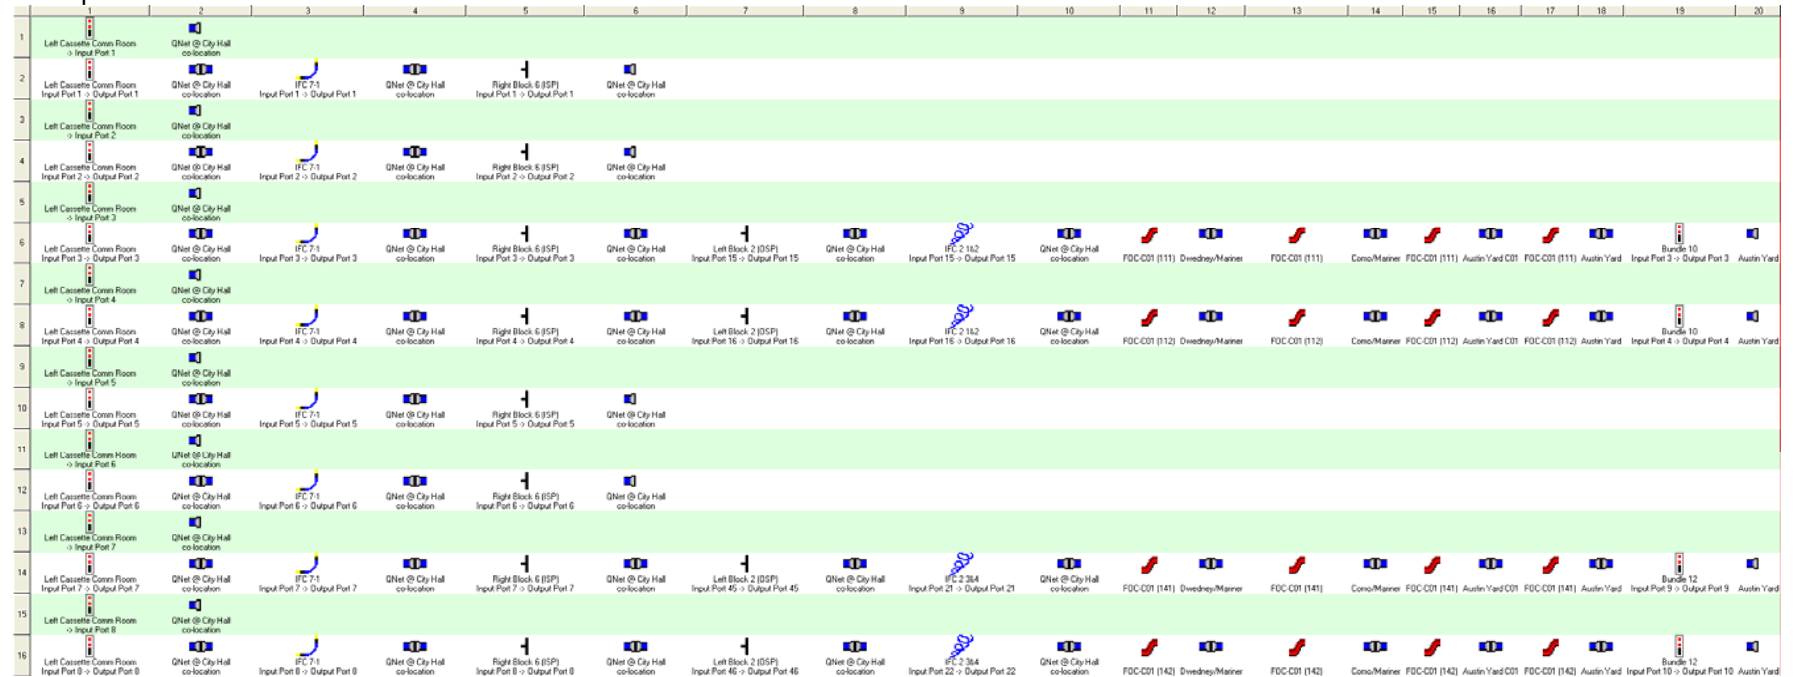 1 2 3 4 5 6 7 8 9 10 11 12 13 14 15 16 17 18 19 20
1
Left Cassette Comm Room QNet @ City Hall
-> Input Port 1 co-location
2
Left Cassette Comm Room QNet @ City Hall IFC 7-1 QNet @ City Hall Right Block 6 (ISP) QNet @ City Hall
Input Port 1 -> Output Port 1 co-location Input Port 1 -> Output Port 1 co-location Input Port 1 -> Output Port 1 co-location
3
Left Cassette Comm Room QNet @ City Hall
-> Input Port 2 co-location
4
Left Cassette Comm Room QNet @ City Hall IFC 7-1 QNet @ City Hall Right Block 6 (ISP) QNet @ City Hall
Input Port 2 -> Output Port 2 co-location Input Port 2 -> Output Port 2 co-location Input Port 2 -> Output Port 2 co-location
5
Left Cassette Comm Room QNet @ City Hall
-> Input Port 3 co-location
6
Left Cassette Comm Room QNet @ City Hall IFC 7-1 QNet @ City Hall Right Block 6 (ISP) QNet @ City Hall Left Block 2 (OSP) QNet @ City Hall IFC 2 1&2 QNet @ City Hall Bundle 10
Input Port 3 -> Output Port 3 co-location Input Port 3 -> Output Port 3 co-location Input Port 3 -> Output Port 3 co-location Input Port 15 -> Output Port 15 co-location Input Port 15 -> Output Port 15 co-location FOC-C01 (111) Dwedney/Mariner FOC-C01 (111) Como/Mariner FOC-C01 (111) Austin Yard C01 FOC-C01 (111) Austin Yard Input Port 3 -> Output Port 3 Austin Yard
7
Left Cassette Comm Room QNet @ City Hall
-> Input Port 4 co-location
8
Left Cassette Comm Room QNet @ City Hall IFC 7-1 QNet @ City Hall Right Block 6 (ISP) QNet @ City Hall Left Block 2 (OSP) QNet @ City Hall IFC 2 1&2 QNet @ City Hall Bundle 10
Input Port 4 -> Output Port 4 co-location Input Port 4 -> Output Port 4 co-location Input Port 4 -> Output Port 4 co-location Input Port 16 -> Output Port 16 co-location Input Port 16 -> Output Port 16 co-location FOC-C01 (112) Dwedney/Mariner FOC-C01 (112) Como/Mariner FOC-C01 (112) Austin Yard C01 FOC-C01 (112) Austin Yard Input Port 4 -> Output Port 4 Austin Yard
9
Left Cassette Comm Room QNet @ City Hall
-> Input Port 5 co-location
10
Left Cassette Comm Room QNet @ City Hall IFC 7-1 QNet @ City Hall Right Block 6 (ISP) QNet @ City Hall
Input Port 5 -> Output Port 5 co-location Input Port 5 -> Output Port 5 co-location Input Port 5 -> Output Port 5 co-location
11
Left Cassette Comm Room QNet @ City Hall
-> Input Port 6 co-location
12
Left Cassette Comm Room QNet @ City Hall IFC 7-1 QNet @ City Hall Right Block 6 (ISP) QNet @ City Hall
Input Port 6 -> Output Port 6 co-location Input Port 6 -> Output Port 6 co-location Input Port 6 -> Output Port 6 co-location
13
Left Cassette Comm Room QNet @ City Hall
-> Input Port 7 co-location
14
Left Cassette Comm Room QNet @ City Hall IFC 7-1 QNet @ City Hall Right Block 6 (ISP) QNet @ City Hall Left Block 2 (OSP) QNet @ City Hall IFC 2 3&4 QNet @ City Hall Bundle 12
Input Port 7 -> Output Port 7 co-location Input Port 7 -> Output Port 7 co-location Input Port 7 -> Output Port 7 co-location Input Port 45 -> Output Port 45 co-location Input Port 21 -> Output Port 21 co-location FOC-C01 (141) Dwedney/Mariner FOC-C01 (141) Como/Mariner FOC-C01 (141) Austin Yard C01 FOC-C01 (141) Austin Yard Input Port 9 -> Output Port 9 Austin Yard
15
Left Cassette Comm Room QNet @ City Hall
-> Input Port 8 co-location
16
Left Cassette Comm Room QNet @ City Hall IFC 7-1 QNet @ City Hall Right Block 6 (ISP) QNet @ City Hall Left Block 2 (OSP) QNet @ City Hall IFC 2 3&4 QNet @ City Hall Bundle 12
Input Port 8 -> Output Port 8 co-location Input Port 8 -> Output Port 8 co-location Input Port 8 -> Output Port 8 co-location Input Port 46 -> Output Port 46 co-location Input Port 22 -> Output Port 22 co-location FOC-C01 (142) Dwedney/Mariner FOC-C01 (142) Como/Mariner FOC-C01 (142) Austin Yard C01 FOC-C01 (142) Austin Yard Input Port 10 -> Output Port 10 Austin Yard